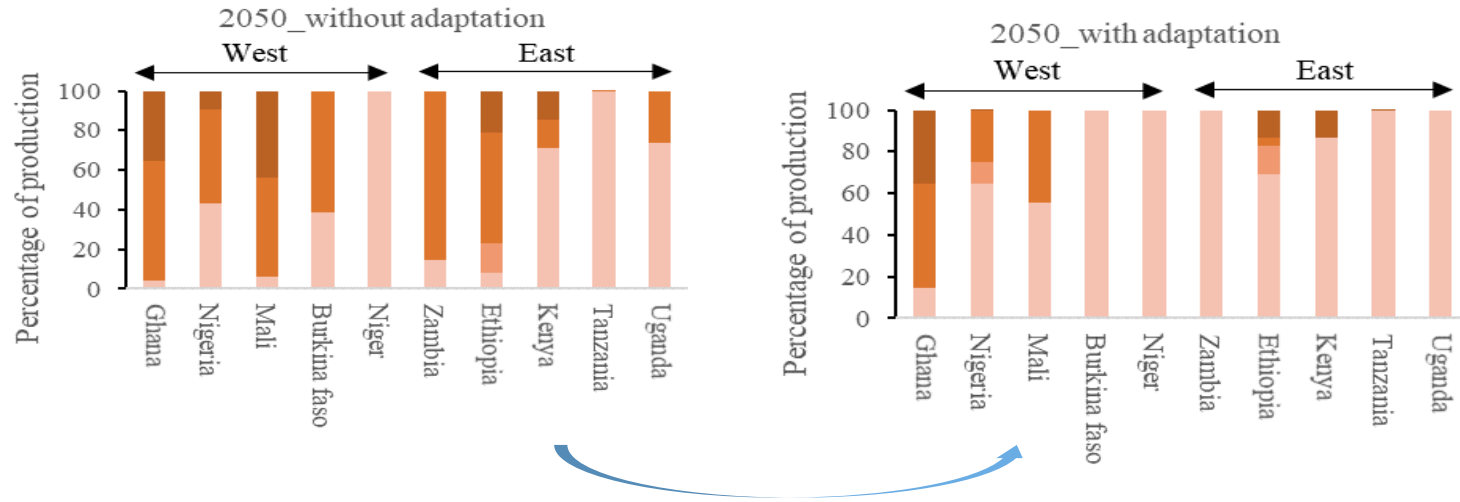 2050_without adaptation
West
East
Percentage of production
100
80
60
40
20
0
Ghana
Nigeria
Mali
Burkina faso
Niger
Zambia
Ethiopia
Kenya
Tanzania
Uganda
2050_with adaptation
West
East
Percentage of production
100
80
60
40
20
0
Ghana
Nigeria
Mali
Burkina faso
Niger
Zambia
Ethiopia
Kenya
Tanzania
Uganda